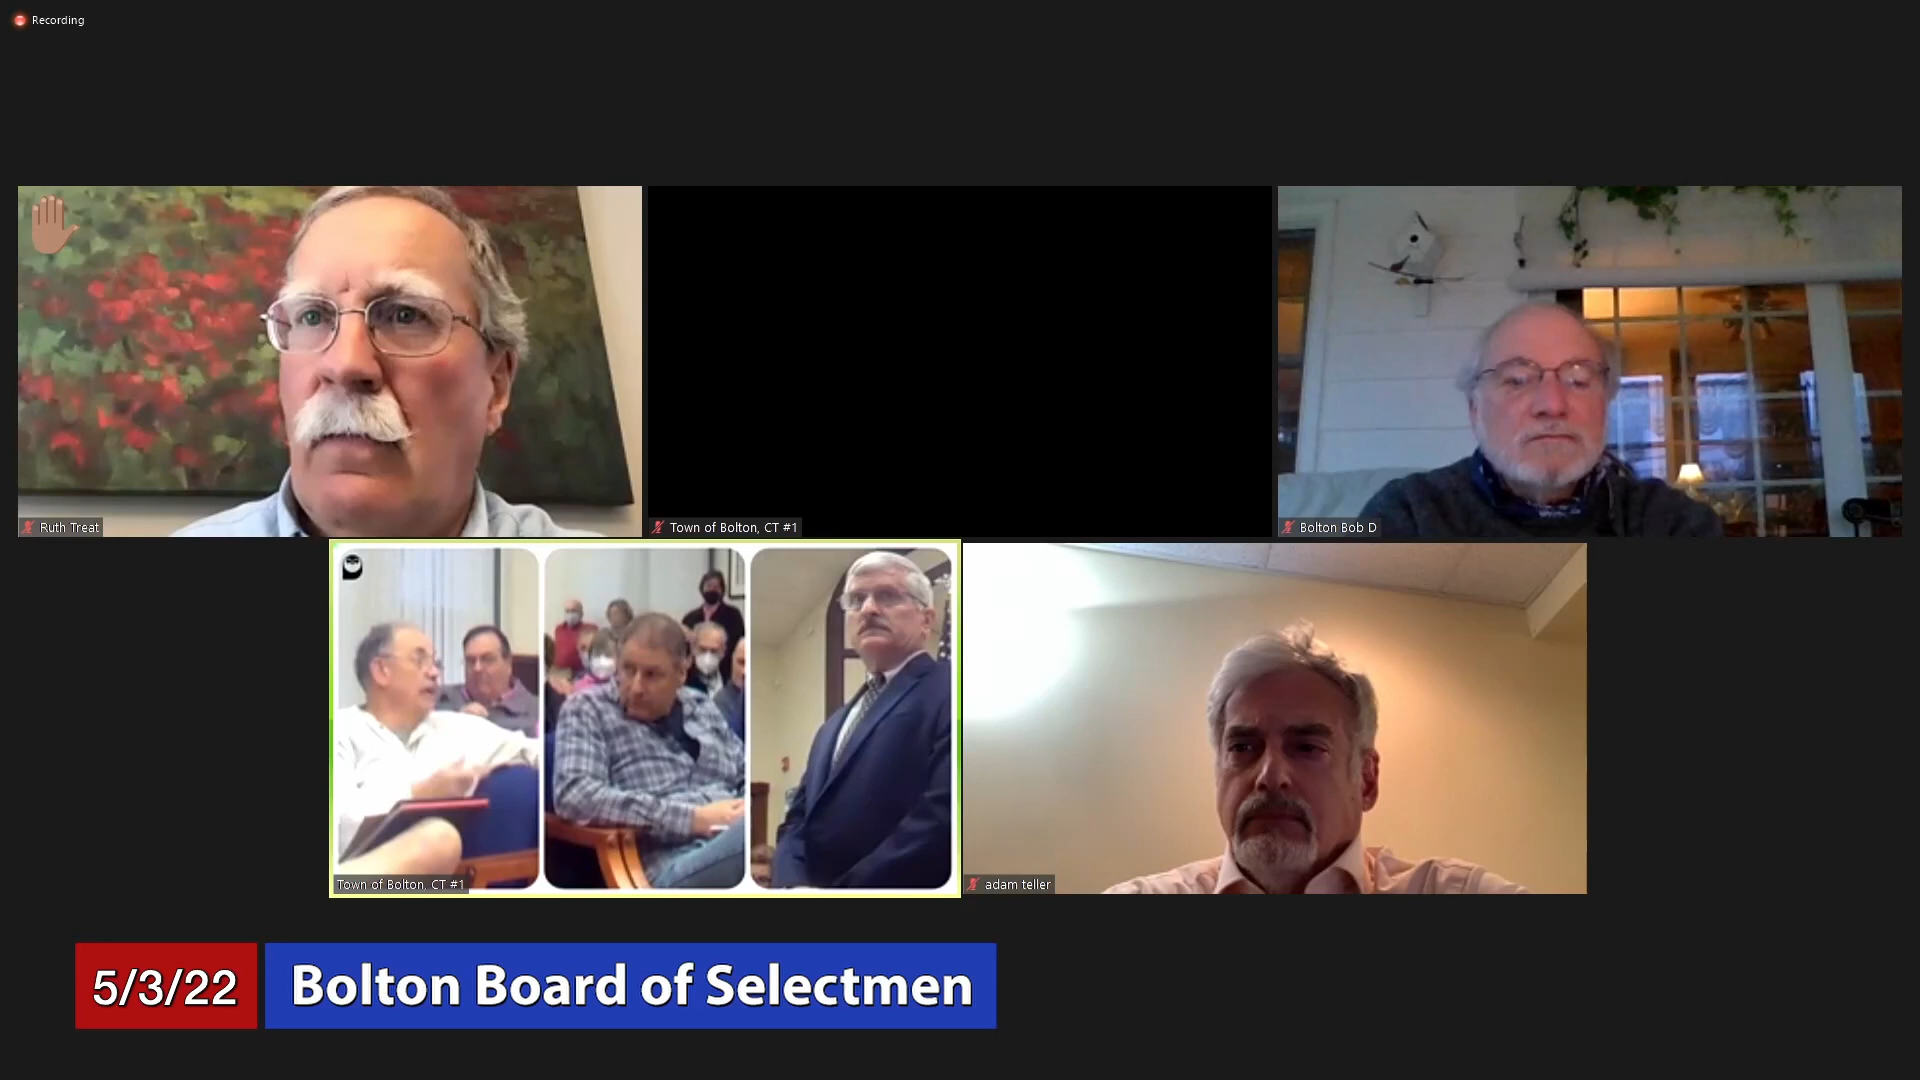 Recording
Ruth Treat
Town of Bolton, CT #1
Bolton Bob D
Town of Bolton, CT #1
adam teller
5/3/22
Bolton Board of Selectmen